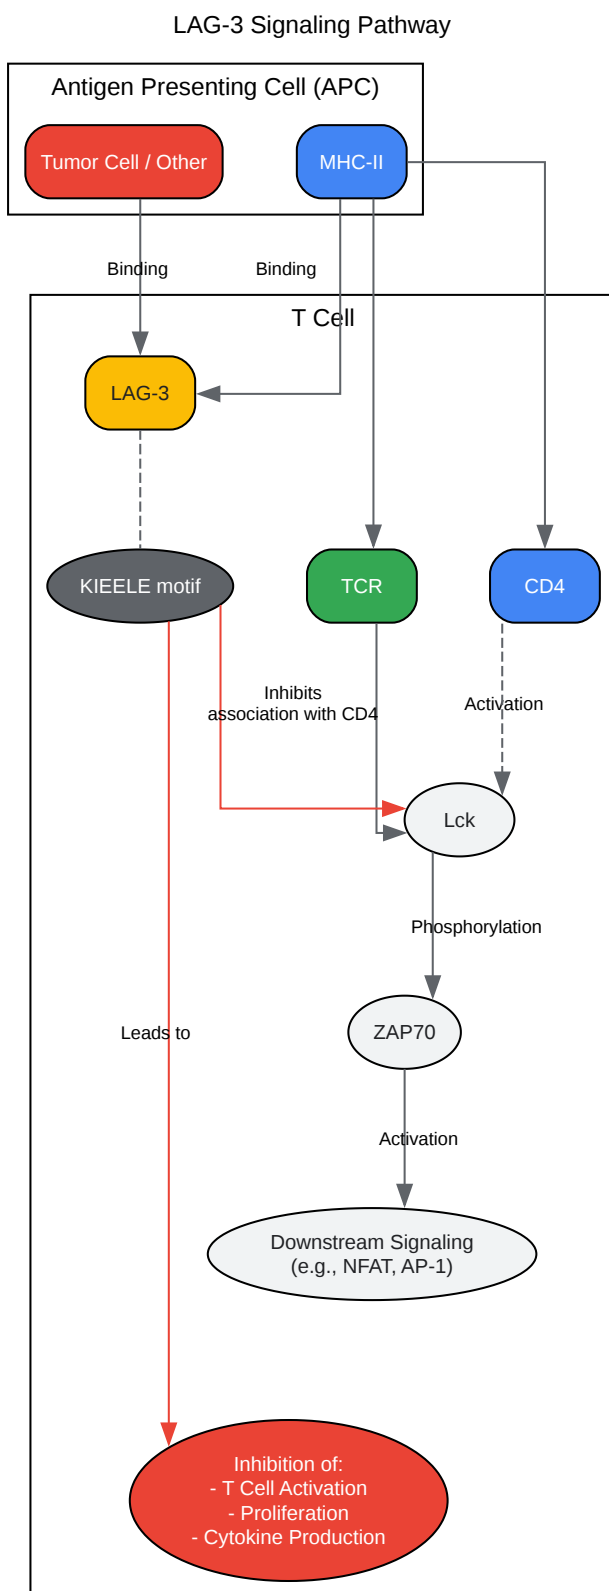 LAG-3 Signaling Pathway
Antigen Presenting Cell (APC)
Tumor Cell / Other
MHC-II
Binding
Binding
T Cell
LAG-3
KIEELE motif
TCR
CD4
Inhibits
association with CD4
Activation
Lck
Phosphorylation
Leads to
ZAP70
Activation
Downstream Signaling
(e.g., NFAT, AP-1)
Inhibition of:
- T Cell Activation
- Proliferation
- Cytokine Production